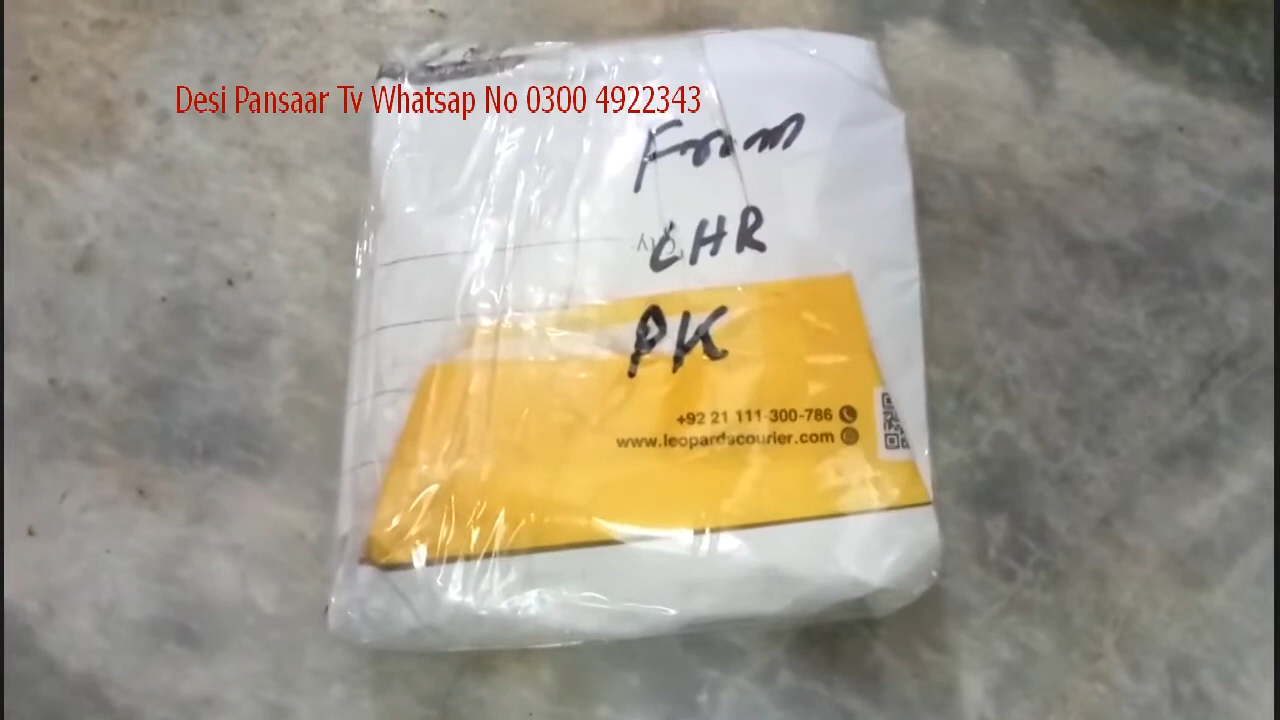 Desi Pansaar Tv Whatsap No 0300 4922343
From
LHR
PK
+92 21 111-300-786
www.leopardscourier.com